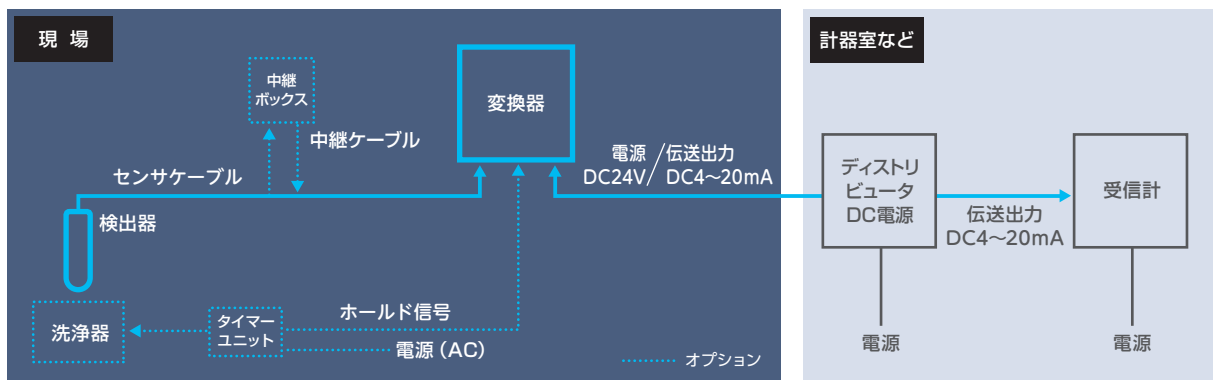 現場
計器室など
中継
ボックス
変換器
中継ケーブル
センサケーブル
検出器
電源／伝送出力
DC24V／DC4〜20mA
ディストリ
ビュータ
DC電源
伝送出力
DC4〜20mA
受信計
洗浄器
タイマー
ユニット
ホールド信号
電源（AC）
オプション
電源
電源